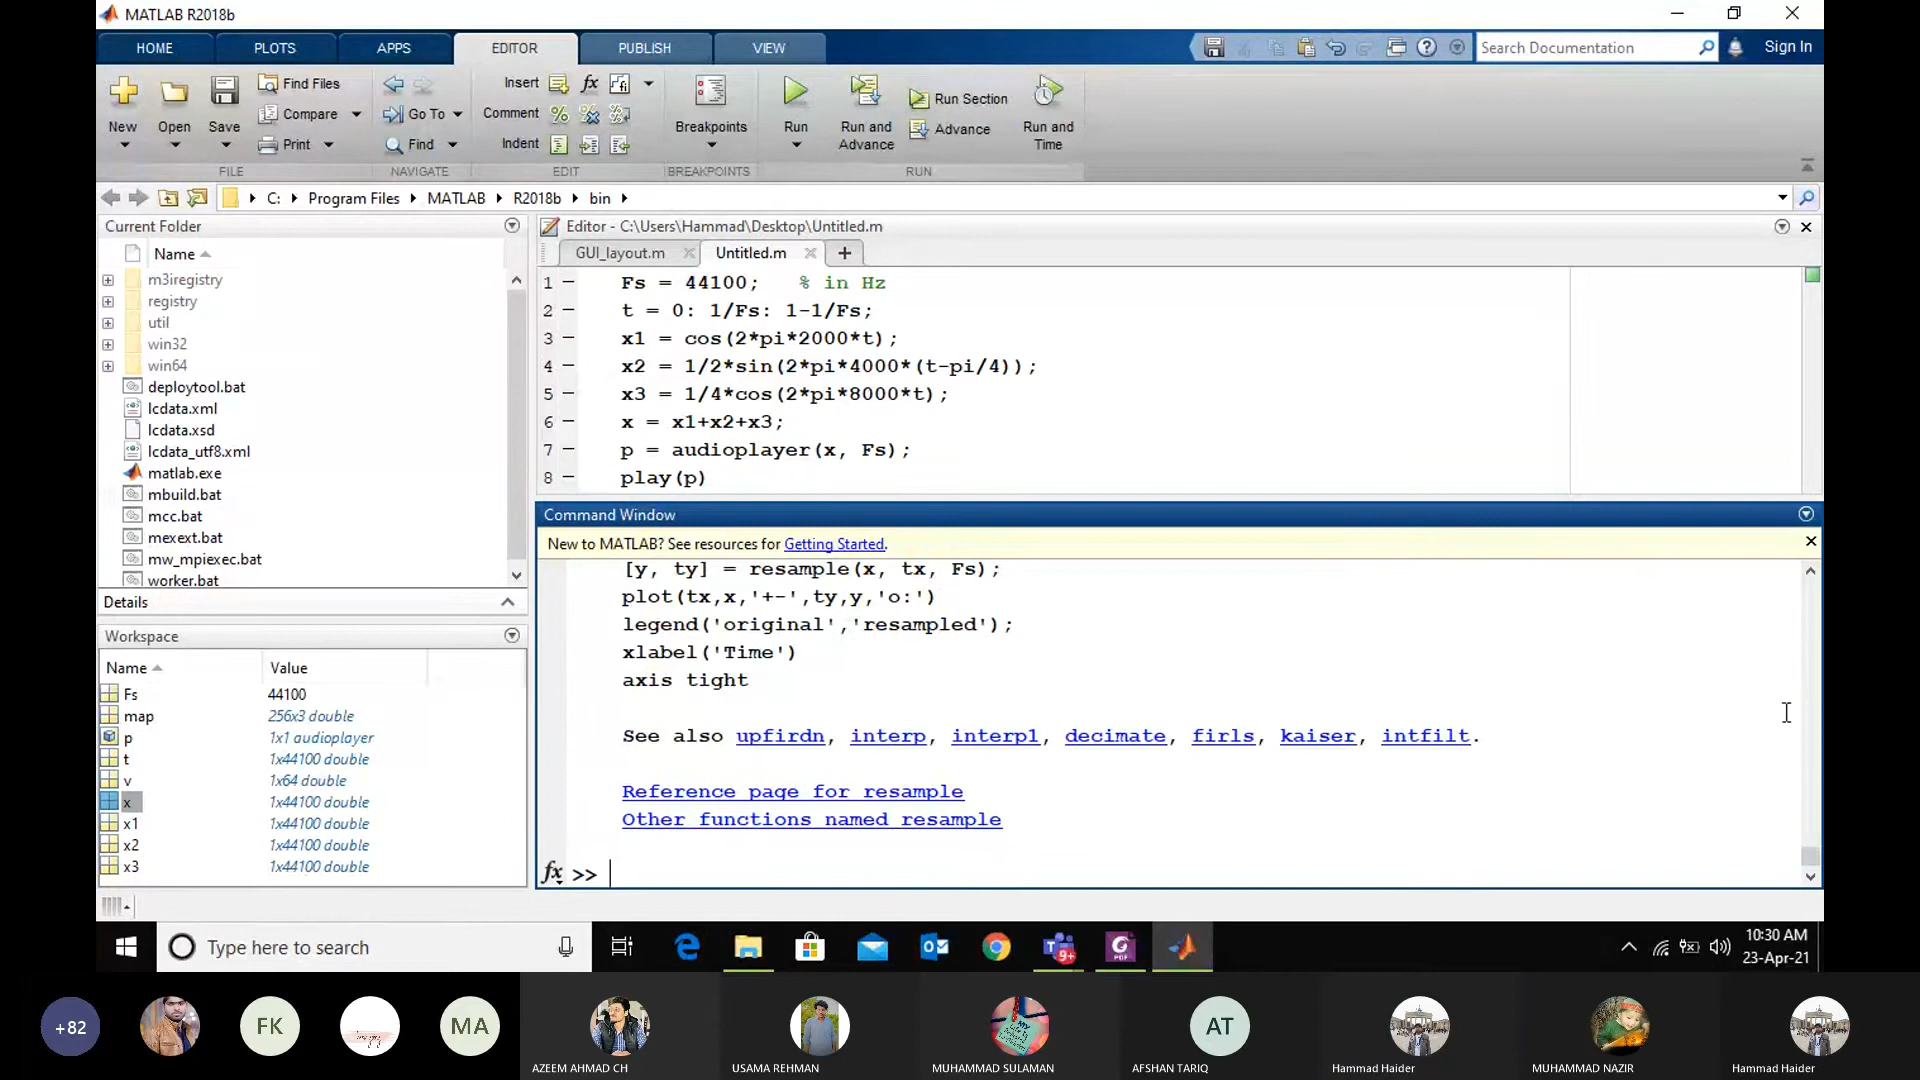 MATLAB R2018b
HOME PLOTS APPS EDITOR PUBLISH VIEW
Search Documentation
Sign In
New Open Save Find Files Compare Print
FILE
Go To Find
NAVIGATE
Insert fx
Comment
Indent
EDIT
Breakpoints
BREAKPOINTS
Run Run and Advance Run Section Advance Run and Time
RUN
C: Program Files MATLAB R2018b bin
Current Folder
Name
m3iregistry
registry
util
win32
win64
deploytool.bat
lcdata.xml
lcdata.xsd
lcdata_utf8.xml
matlab.exe
mbuild.bat
mcc.bat
mexext.bat
mw_mpiexec.bat
worker.bat
Details
Workspace
Name Value
Fs 44100
map 256x3 double
p 1x1 audioplayer
t 1x44100 double
v 1x64 double
x 1x44100 double
x1 1x44100 double
x2 1x44100 double
x3 1x44100 double
Editor - C:\Users\Hammad\Desktop\Untitled.m
GUI_layout.m Untitled.m
1 Fs = 44100; % in Hz
2 t = 0: 1/Fs: 1-1/Fs;
3 x1 = cos(2*pi*2000*t);
4 x2 = 1/2*sin(2*pi*4000*(t-pi/4));
5 x3 = 1/4*cos(2*pi*8000*t);
6 x = x1+x2+x3;
7 p = audioplayer(x, Fs);
8 play(p)
Command Window
New to MATLAB? See resources for Getting Started.
[y, ty] = resample(x, tx, Fs);
plot(tx,x,'+-',ty,y,'o:')
legend('original','resampled');
xlabel('Time')
axis tight
See also upfirdn, interp, interp1, decimate, firls, kaiser, intfilt.
Reference page for resample
Other functions named resample
fx >>
Type here to search
9+
PDF
10:30 AM
23-Apr-21
+82
FK
MA
AT
AZEEM AHMAD CH
USAMA REHMAN
MUHAMMAD SULAMAN
AFSHAN TARIQ
Hammad Haider
MUHAMMAD NAZIR
Hammad Haider